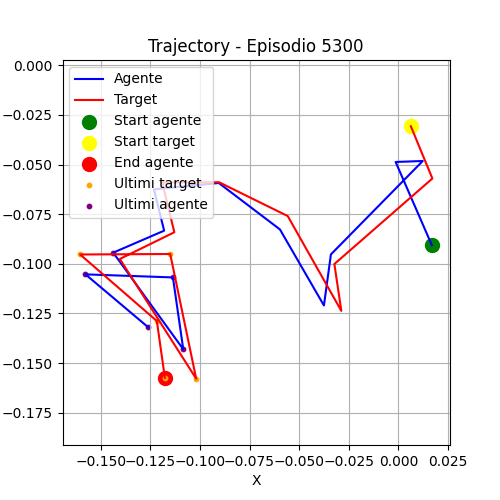 Trajectory - Episodio 5300
0.000
−0.025
−0.050
−0.075
−0.100
−0.125
−0.150
−0.175
Agente
Target
Start agente
Start target
End agente
Ultimi target
Ultimi agente
−0.150
−0.125
−0.100
−0.075
−0.050
−0.025
0.000
0.025
X